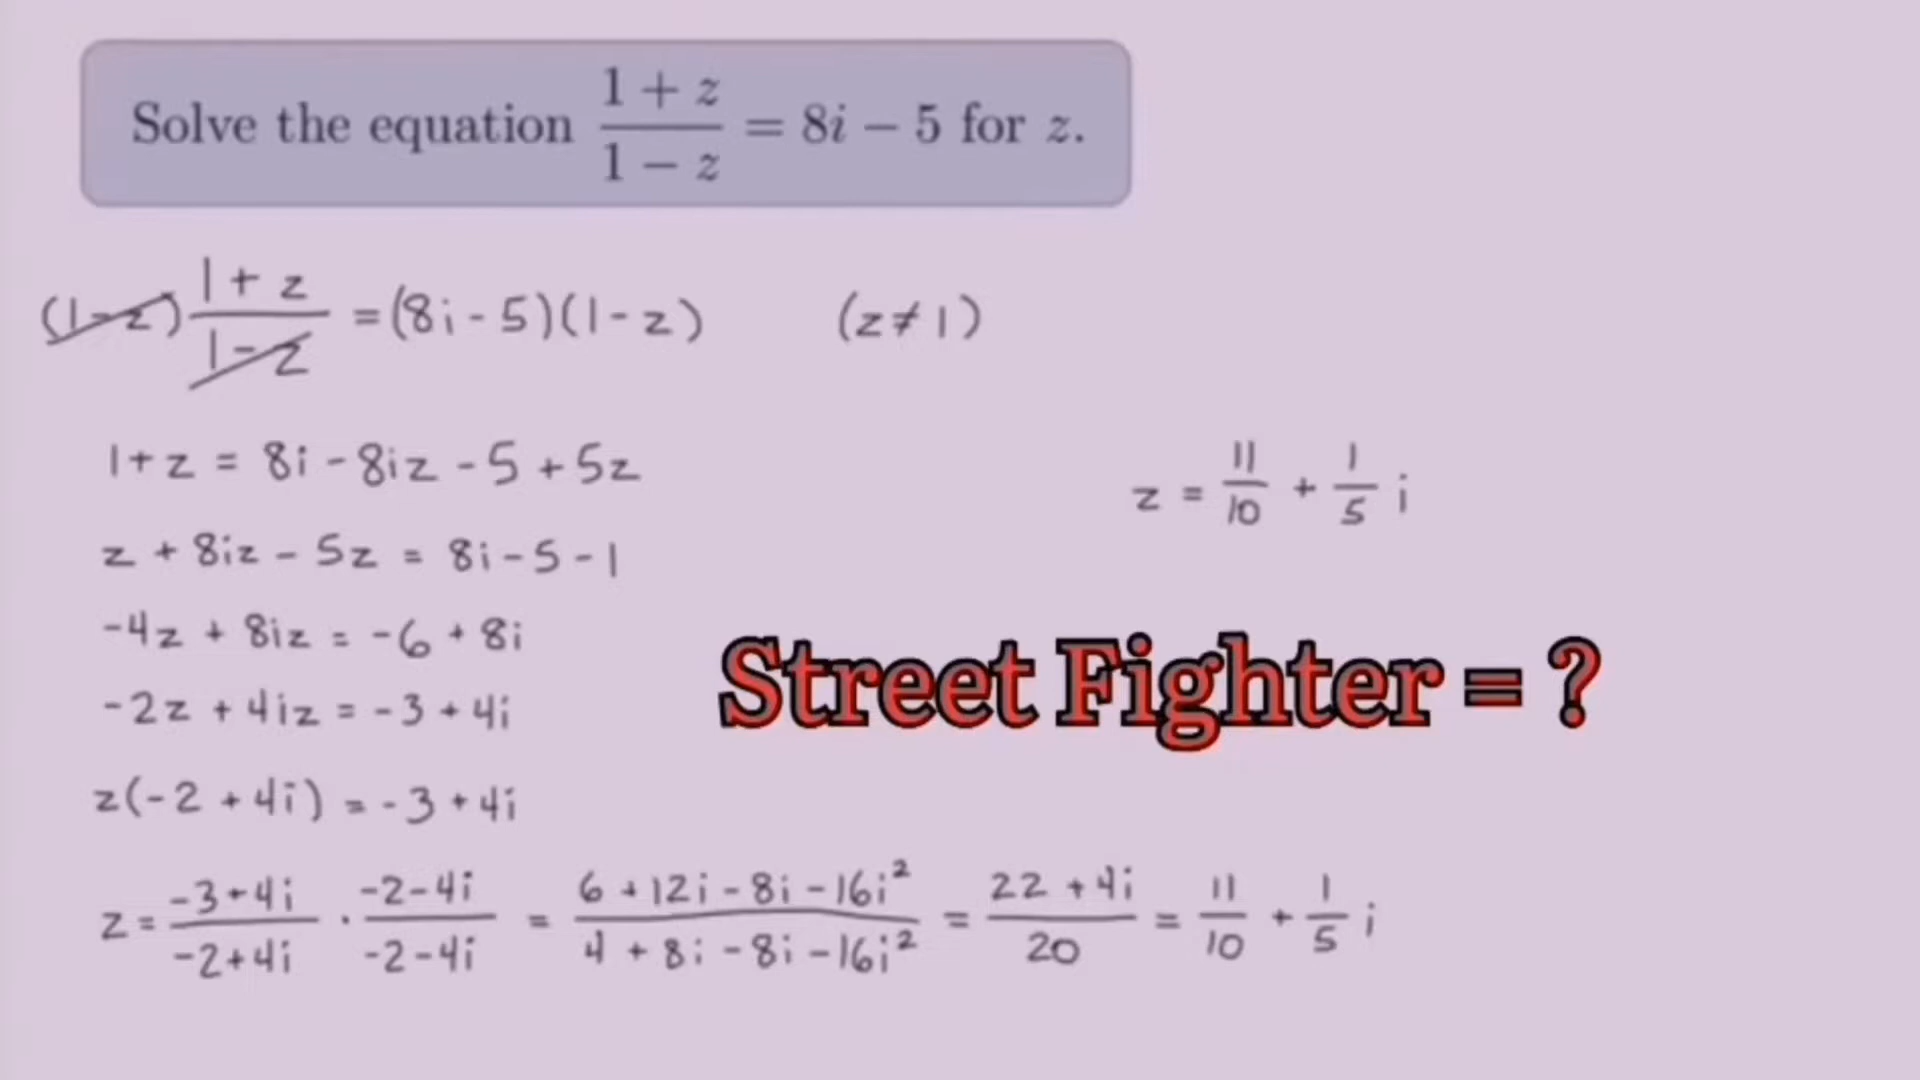 Solve the equation (1 + z)/(1 − z) = 8i − 5 for z.
(1-z) (1 + z)/(1-z) = (8i - 5)(1 - z)    (z ≠ 1)
1 + z = 8i - 8iz - 5 + 5z
z = 11/10 + 1/5 i
z + 8iz - 5z = 8i - 5 - 1
-4z + 8iz = -6 + 8i
Street Fighter = ?
-2z + 4iz = -3 + 4i
z(-2 + 4i) = -3 + 4i
z = (-3+4i)/(-2+4i) · (-2-4i)/(-2-4i) = (6 + 12i - 8i - 16i²)/(4 + 8i - 8i - 16i²) = (22 + 4i)/20 = 11/10 + 1/5 i